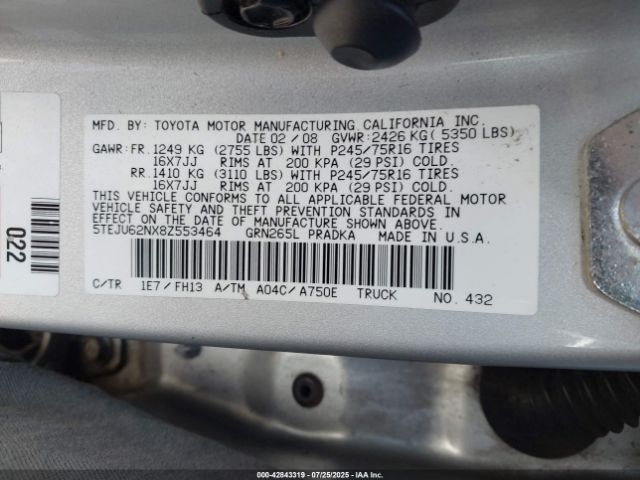 MFD. BY: TOYOTA MOTOR MANUFACTURING CALIFORNIA INC.
DATE 02/08 GVWR: 2426 KG( 5350 LBS)
GAWR: FR. 1249 KG (2755 LBS) WITH P245/75R16 TIRES
16X7JJ RIMS AT 200 KPA (29 PSI) COLD.
RR. 1410 KG (3110 LBS) WITH P245/75R16 TIRES
16X7JJ RIMS AT 200 KPA (29 PSI) COLD.
THIS VEHICLE CONFORMS TO ALL APPLICABLE FEDERAL MOTOR
VEHICLE SAFETY AND THEFT PREVENTION STANDARDS IN
EFFECT ON THE DATE OF MANUFACTURE SHOWN ABOVE.
5TEJU62NX8Z553464 GRN265L PRADKA MADE IN U.S.A.
C/TR 1E7/FH13 A/TM A04C/A750E TRUCK NO. 432
022
000-42843319 | 07/25/2025 - IAA Inc.